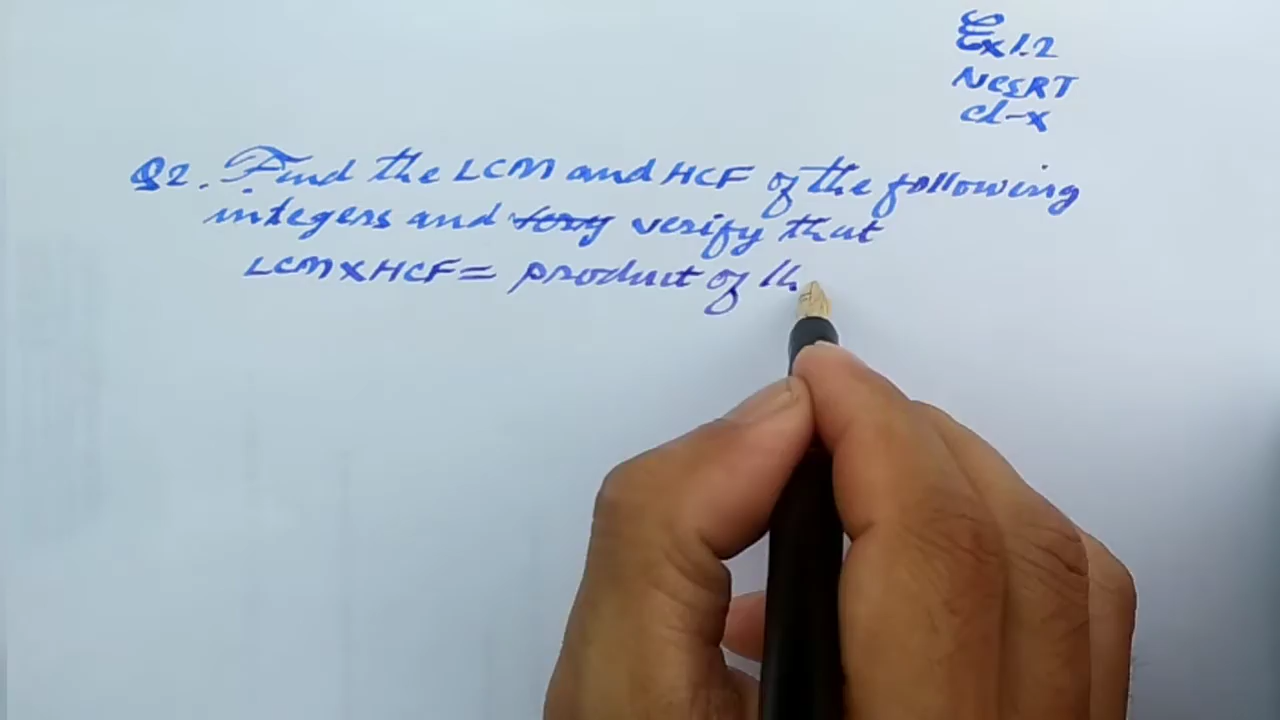 Ex 1.2
NCERT
cl-x
Q2. Find the LCM and HCF of the following
integers and verify that
LCM x HCF = product of th